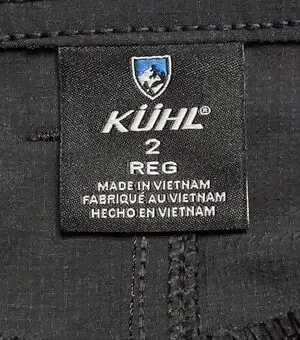 KÜHL®
2
REG
MADE IN VIETNAM
FABRIQUÉ AU VIETNAM
HECHO EN VIETNAM